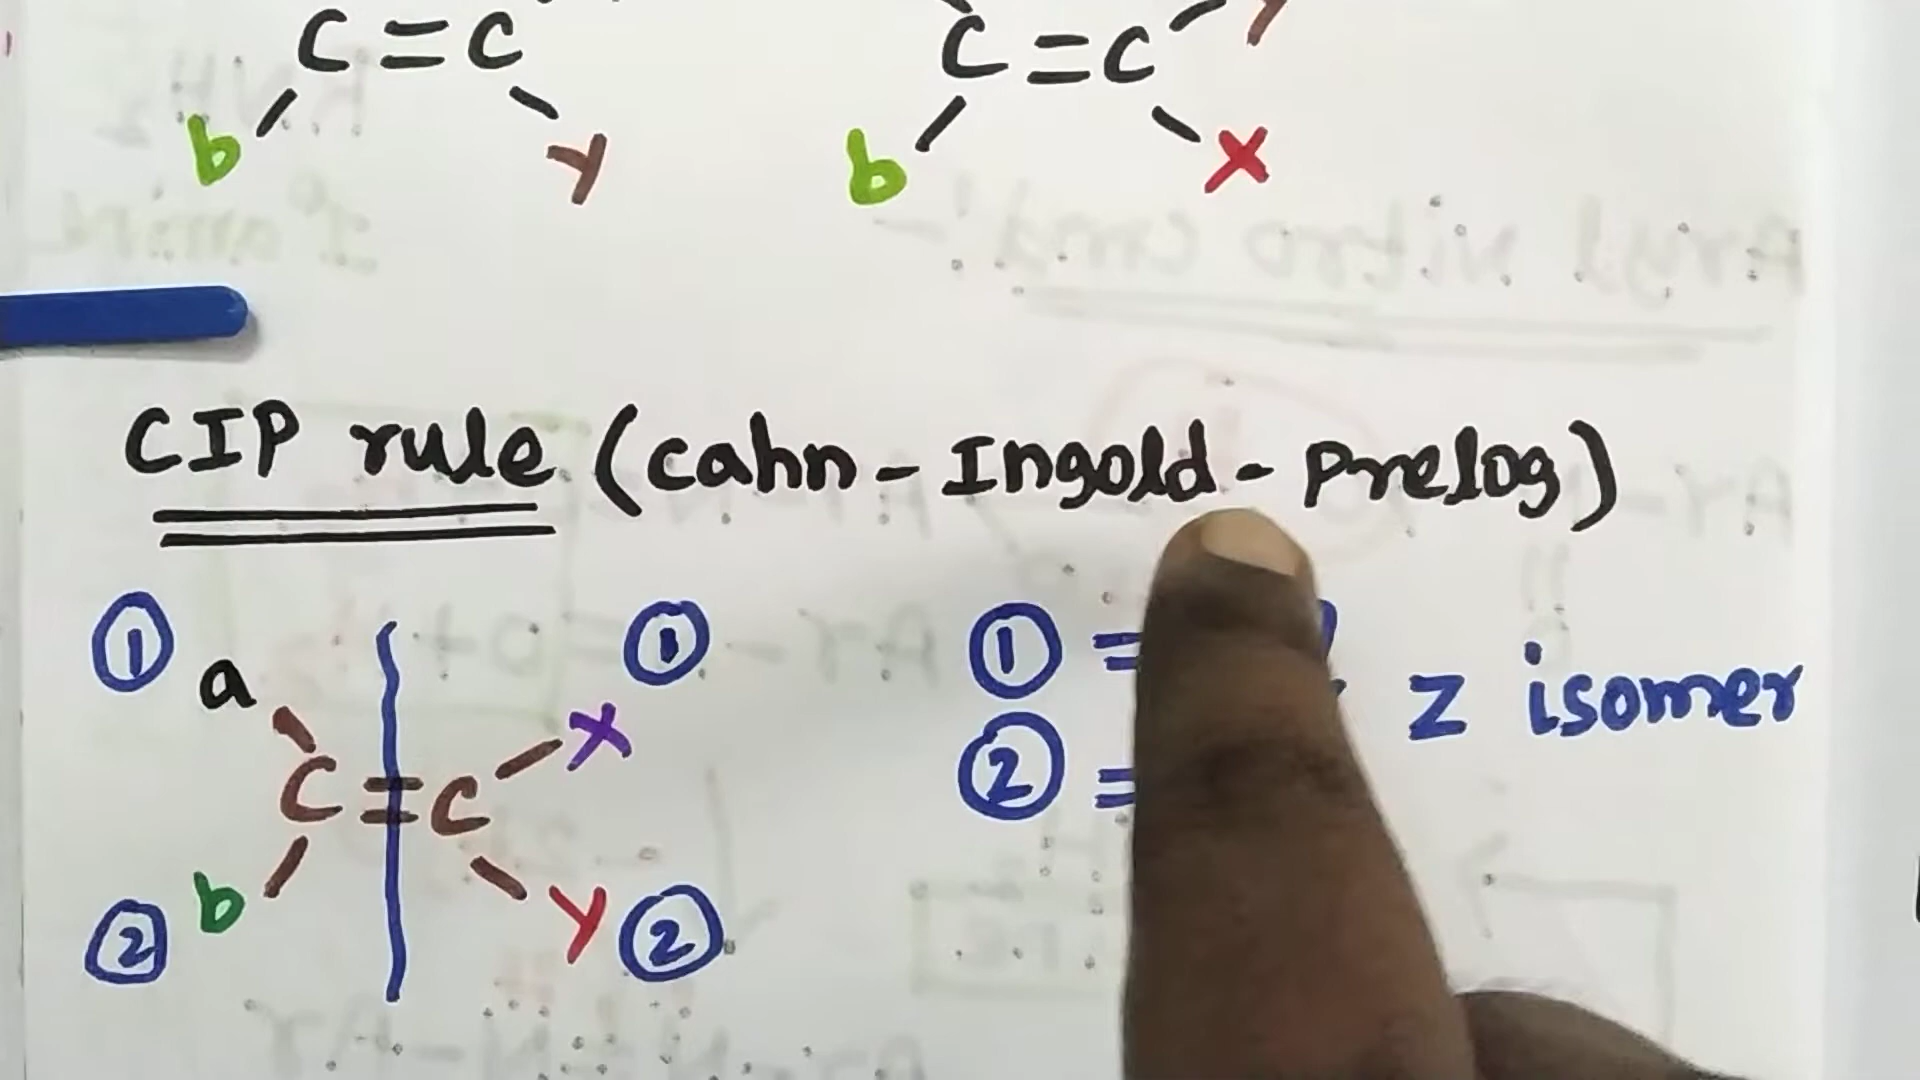 C=C C=C
b y b x
CIP rule (cahn-Ingold-Prelog)
① a ① ① =
x z isomer
C=C ② =
② b y ②